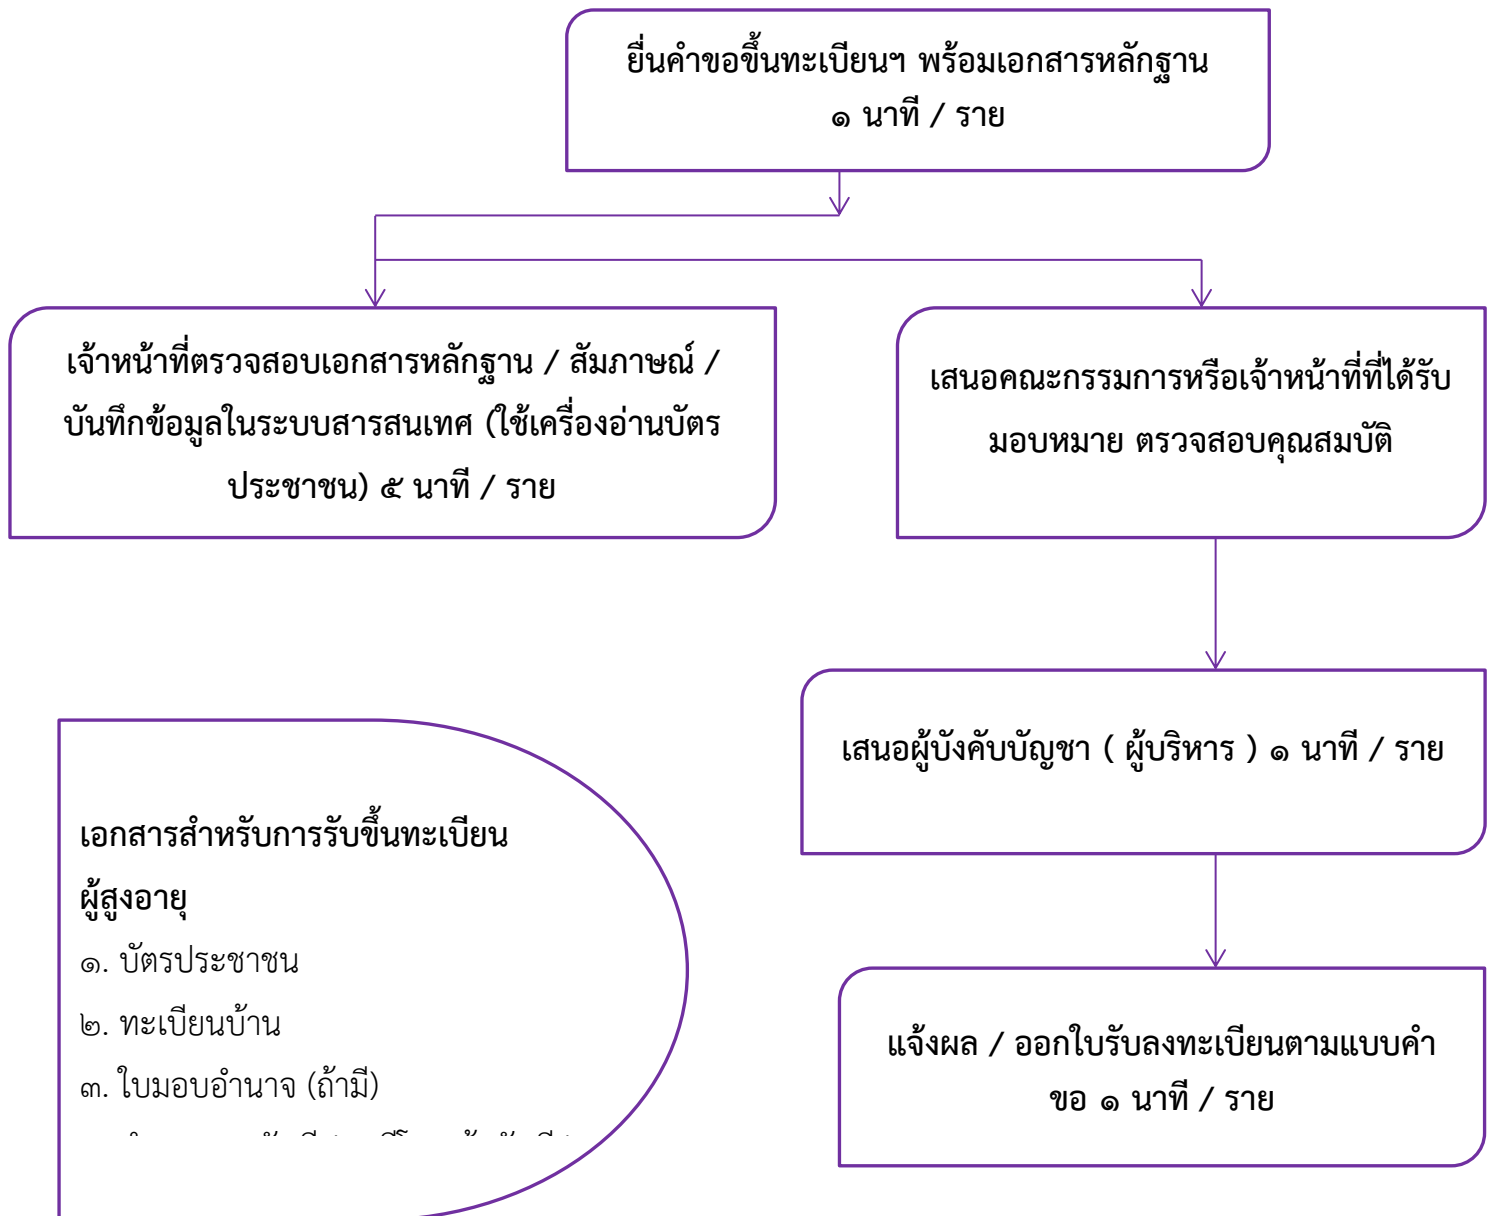 ยื่นคำขอขึ้นทะเบียนฯ พร้อมเอกสารหลักฐาน
๑ นาที / ราย
เจ้าหน้าที่ตรวจสอบเอกสารหลักฐาน / สัมภาษณ์ /
บันทึกข้อมูลในระบบสารสนเทศ (ใช้เครื่องอ่านบัตร
ประชาชน) ๕ นาที / ราย
เสนอคณะกรรมการหรือเจ้าหน้าที่ที่ได้รับ
มอบหมาย ตรวจสอบคุณสมบัติ
เสนอผู้บังคับบัญชา ( ผู้บริหาร ) ๑ นาที / ราย
แจ้งผล / ออกใบรับลงทะเบียนตามแบบคำ
ขอ ๑ นาที / ราย
เอกสารสำหรับการรับขึ้นทะเบียน
ผู้สูงอายุ
๑. บัตรประชาชน
๒. ทะเบียนบ้าน
๓. ใบมอบอำนาจ (ถ้ามี)